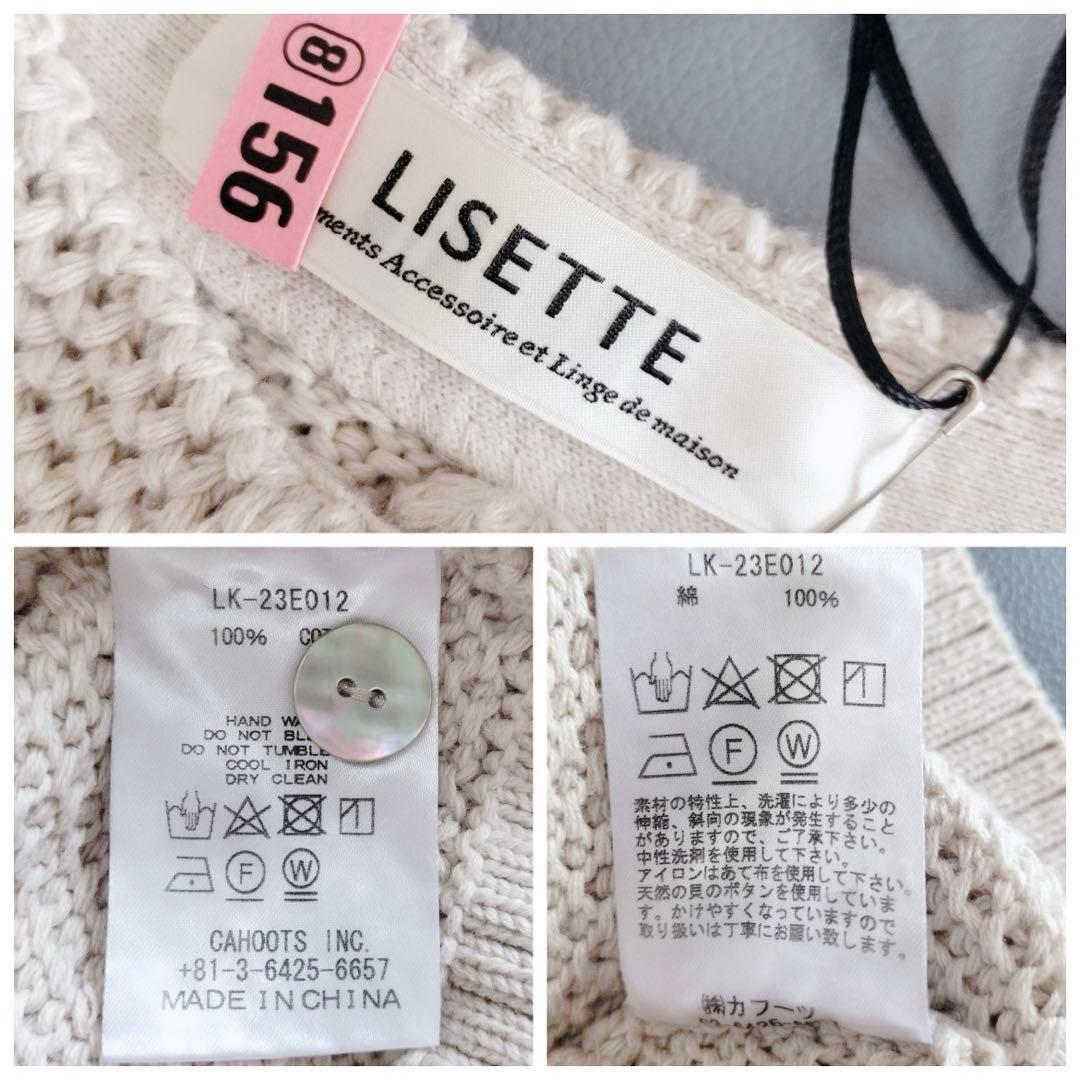 ⑧156
LISETTE
ments Accessoire et Linge de maison
LK-23E012
100%
HAND
DO NOT
DO NOT TUMBLE
COOL IRON
DRY CLEAN
F W
CAHOOTS INC.
+81-3-6425-6657
MADE IN CHINA
LK-23E012
綿 100%
F W
素材の特性上、洗濯により多少の
伸縮、斜向の現象が発生すること
がありますので、ご了承下さい。
中性洗剤を使用して下さい。
アイロンはあて布を使用して下さい。
天然の貝のボタンを使用していま
す。かけやすくなっていますので
取り扱いは丁寧にお願い致します。
㈱カフーツ